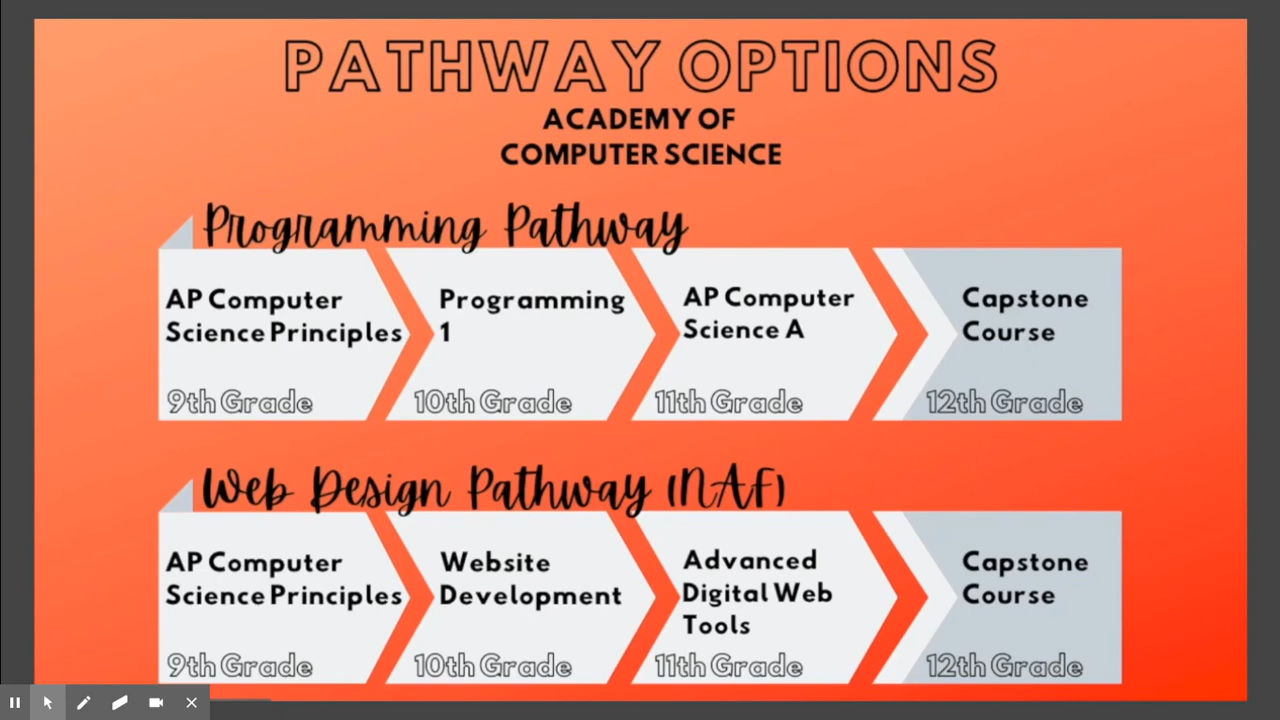 PATHWAY OPTIONS
ACADEMY OF
COMPUTER SCIENCE
Programming Pathway
AP Computer
Science Principles
9th Grade
Programming
1
10th Grade
AP Computer
Science A
11th Grade
Capstone
Course
12th Grade
Web Design Pathway (NAF)
AP Computer
Science Principles
9th Grade
Website
Development
10th Grade
Advanced
Digital Web
Tools
11th Grade
Capstone
Course
12th Grade